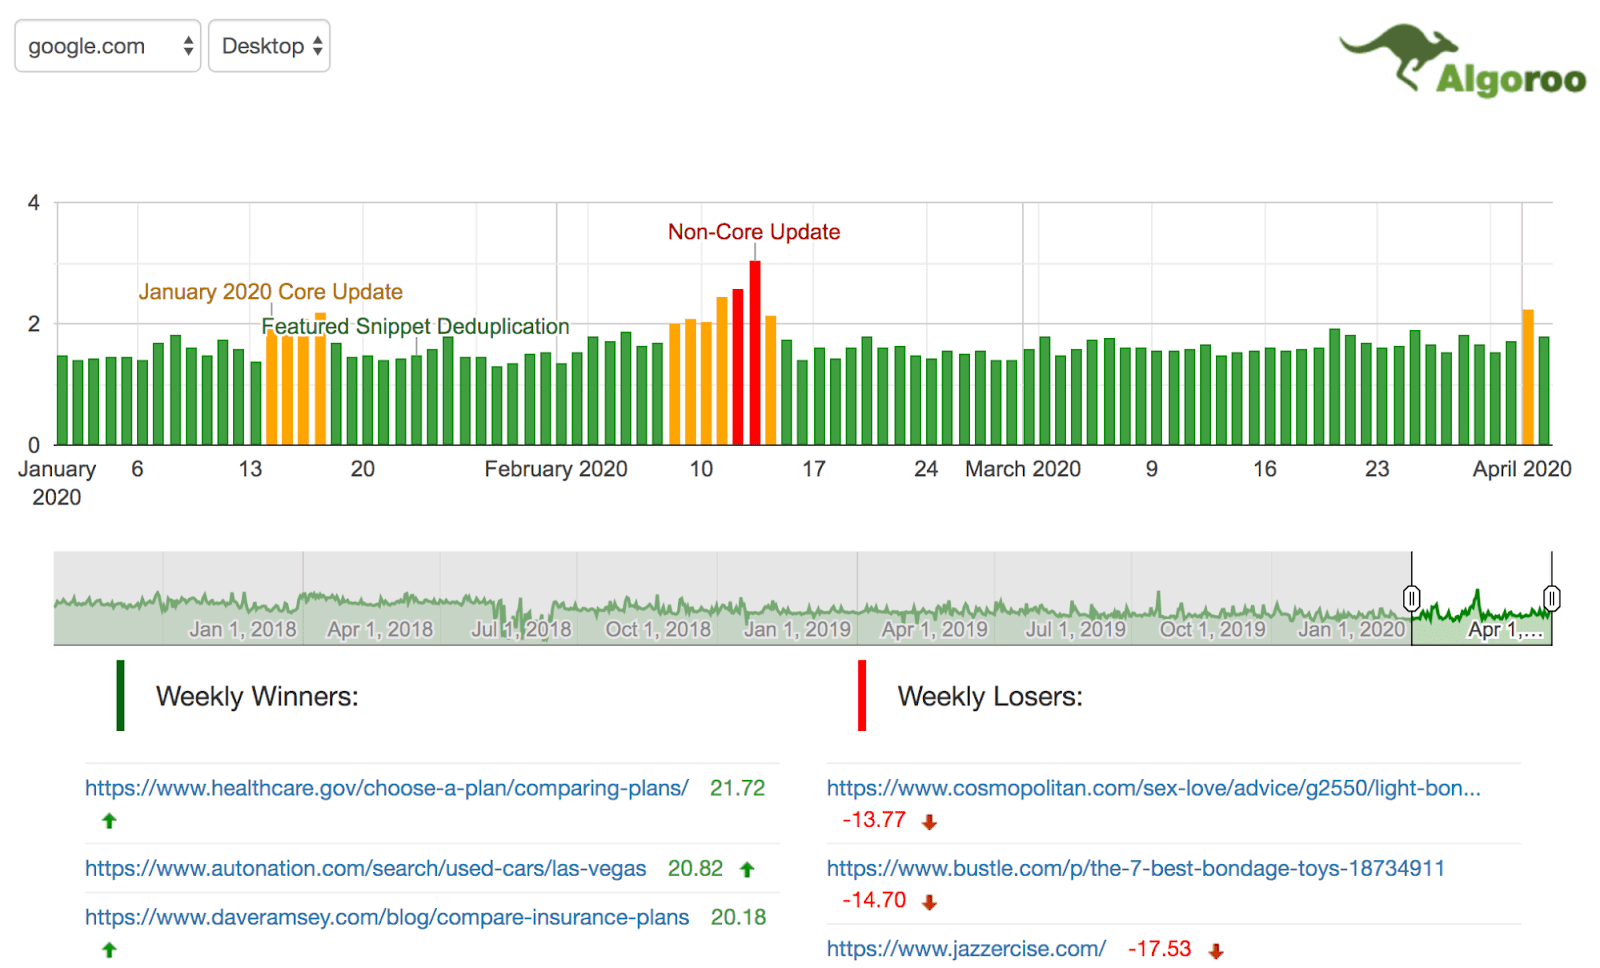 google.com Desktop
Algoroo
4
Non-Core Update
January 2020 Core Update
2 Featured Snippet Deduplication
0
January 6 13 20 February 2020 10 17 24 March 2020 9 16 23 April 2020
2020
Jan 1, 2018 Apr 1, 2018 Jul 1, 2018 Oct 1, 2018 Jan 1, 2019 Apr 1, 2019 Jul 1, 2019 Oct 1, 2019 Jan 1, 2020 Apr 1,...
Weekly Winners:
https://www.healthcare.gov/choose-a-plan/comparing-plans/ 21.72
https://www.autonation.com/search/used-cars/las-vegas 20.82
https://www.daveramsey.com/blog/compare-insurance-plans 20.18
Weekly Losers:
https://www.cosmopolitan.com/sex-love/advice/g2550/light-bon...
-13.77
https://www.bustle.com/p/the-7-best-bondage-toys-18734911
-14.70
https://www.jazzercise.com/ -17.53